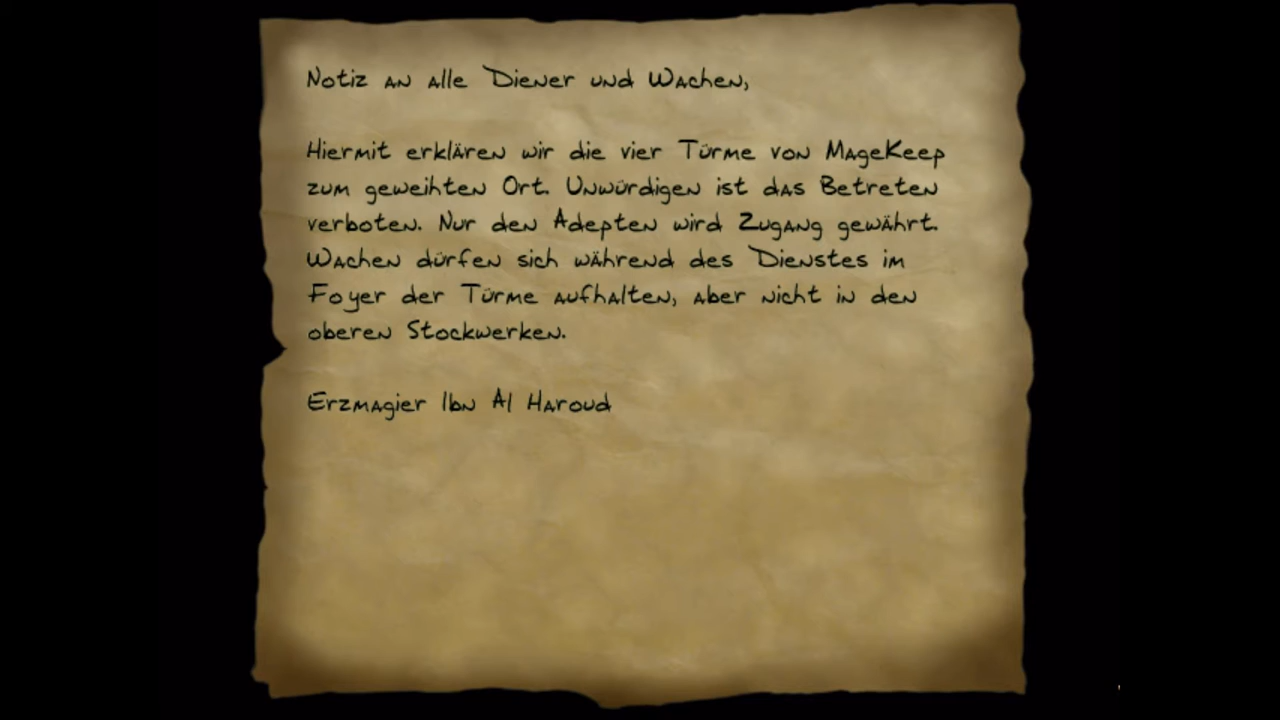 Notiz an alle Diener und Wachen,
Hiermit erklären wir die vier Türme von MageKeep
zum geweihten Ort. Unwürdigen ist das Betreten
verboten. Nur den Adepten wird Zugang gewährt.
Wachen dürfen sich während des Dienstes im
Foyer der Türme aufhalten, aber nicht in den
oberen Stockwerken.
Erzmagier Ibn Al Haroud